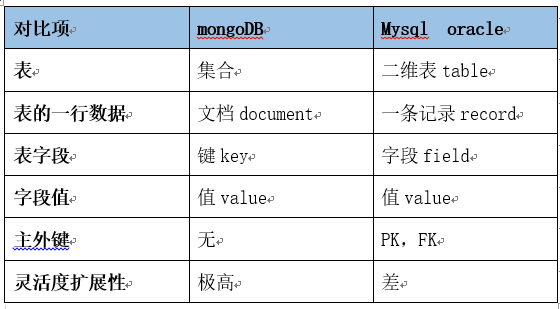 对比项 mongoDB Mysql oracle
表 集合 二维表 table
表的一行数据 文档 document 一条记录 record
表字段 键 key 字段 field
字段值 值 value 值 value
主外键 无 PK，FK
灵活度扩展性 极高 差